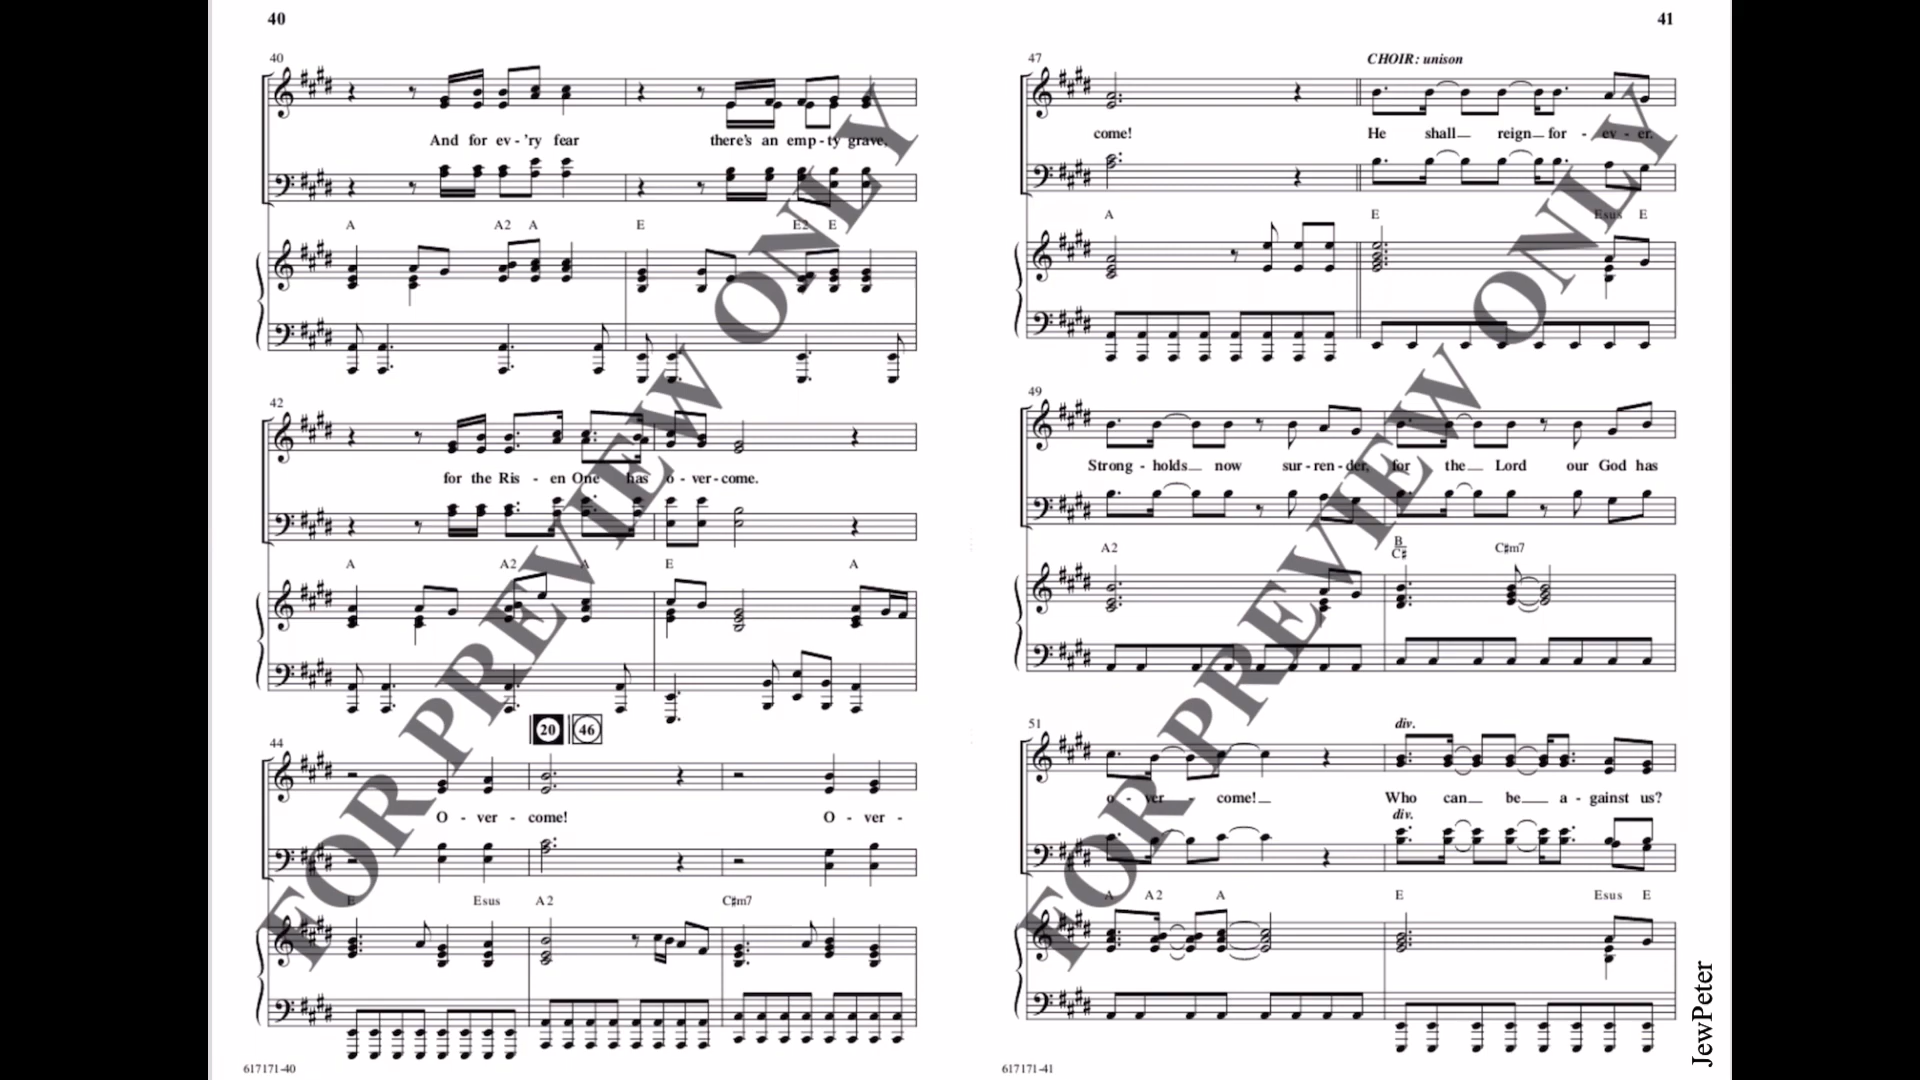 40
40
And for ev - 'ry fear there's an emp - ty grave,
A A2 A E E2 E
42
for the Ris - en One has o - ver - come.
A A2 A E A
20 46
44
O - ver - come! O - ver -
E Esus A2 C♯m7
617171-40
41
47
CHOIR: unison
come! He shall reign for - ev - er.
A E Esus E
49
Strong - holds now sur - ren - der, for the Lord our God has
A2 B/C♯ C♯m7
51
div.
o - ver - come! Who can be a - gainst us?
div.
A A2 A E Esus E
617171-41
FOR PREVIEW ONLY
FOR PREVIEW ONLY
JewPeter